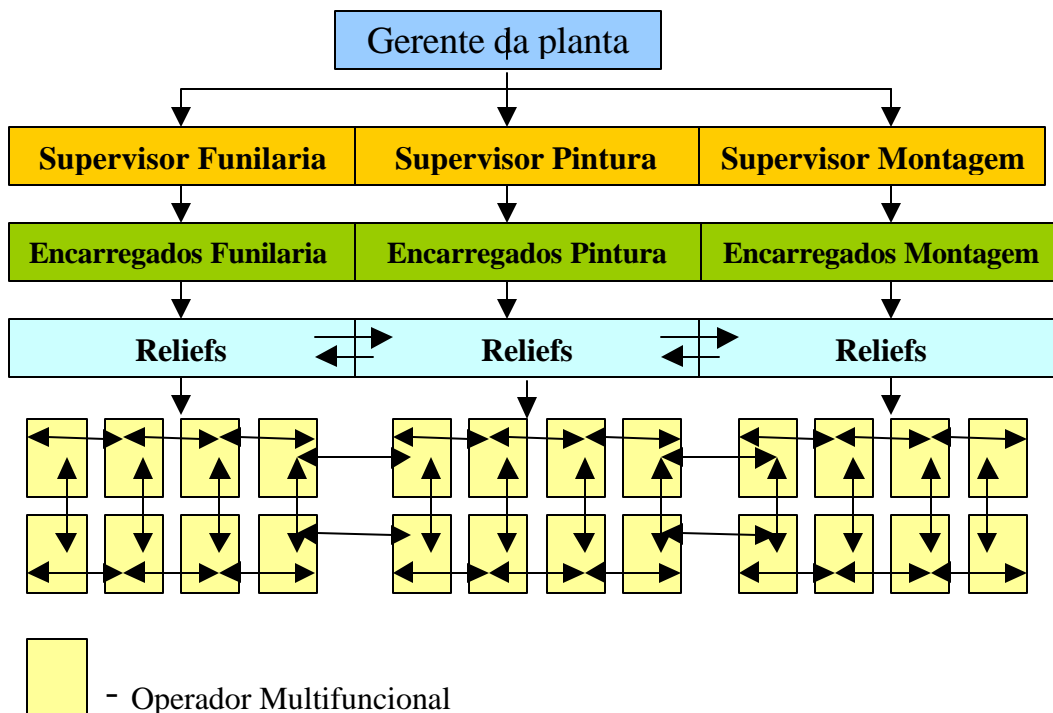 Gerente da planta
Supervisor Funilaria
Supervisor Pintura
Supervisor Montagem
Encarregados Funilaria
Encarregados Pintura
Encarregados Montagem
Reliefs
Reliefs
Reliefs
- Operador Multifuncional